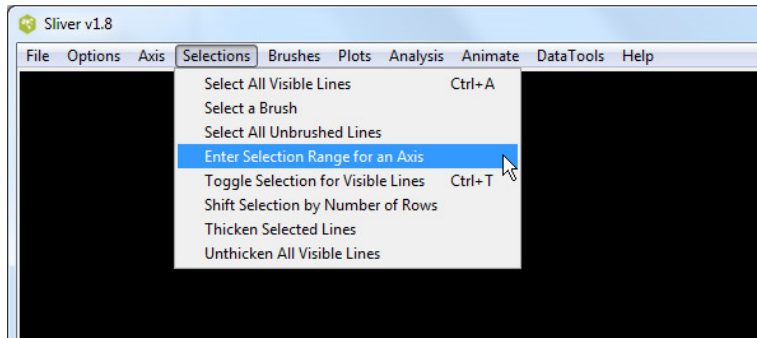 Sliver v1.8
File Options Axis Selections Brushes Plots Analysis Animate DataTools Help
Select All Visible Lines Ctrl+A
Select a Brush
Select All Unbrushed Lines
Enter Selection Range for an Axis
Toggle Selection for Visible Lines Ctrl+T
Shift Selection by Number of Rows
Thicken Selected Lines
Unthicken All Visible Lines